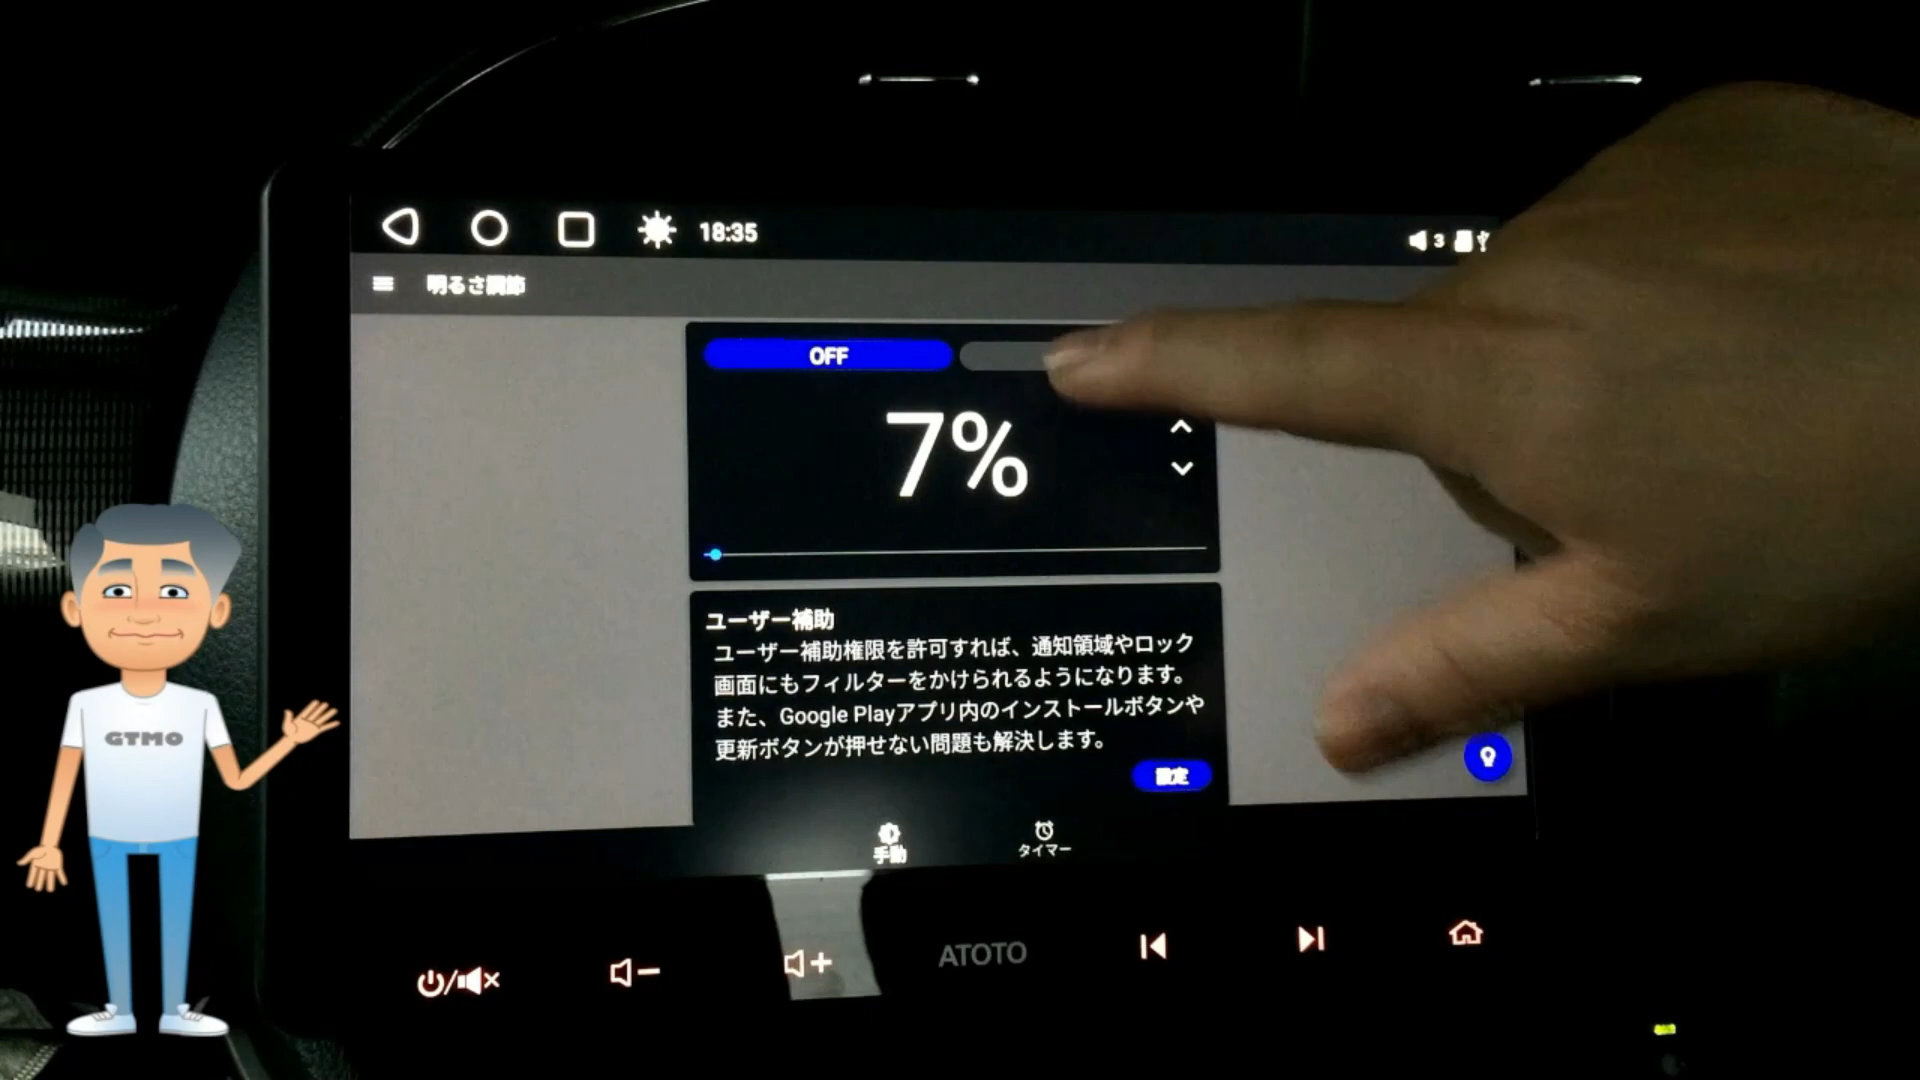 18:35
3
明るさ調節
OFF
7%
ユーザー補助
ユーザー補助権限を許可すれば、通知領域やロック
画面にもフィルターをかけられるようになります。
また、Google Playアプリ内のインストールボタンや
更新ボタンが押せない問題も解決します。
設定
手動
タイマー
ATOTO
GTMO